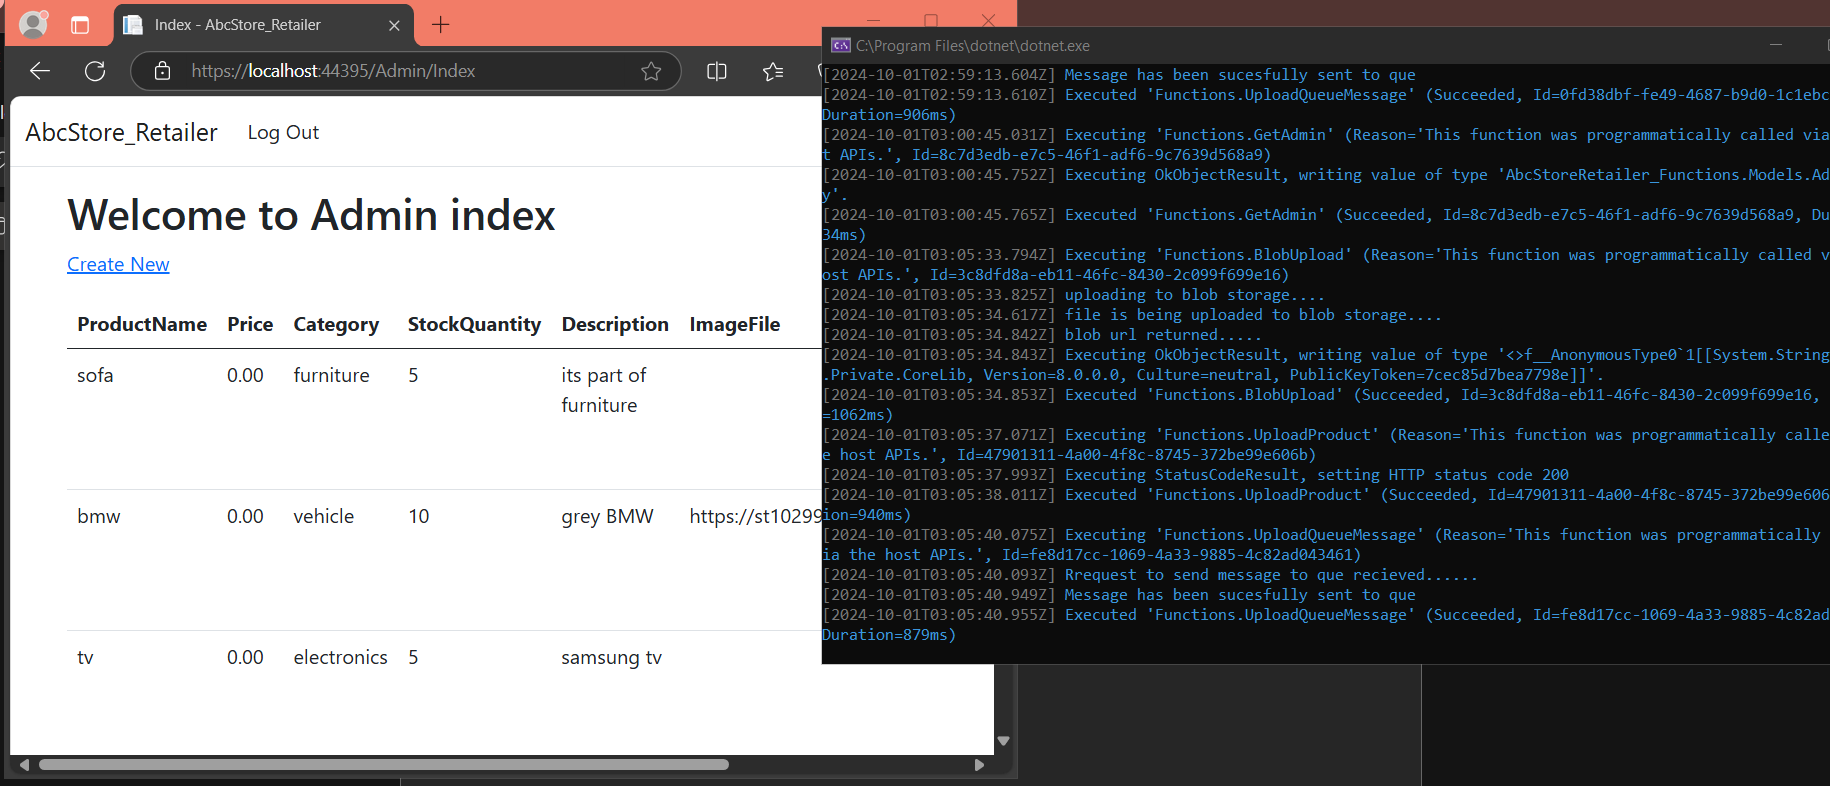 Index - AbcStore_Retailer
https://localhost:44395/Admin/Index
AbcStore_Retailer Log Out
Welcome to Admin index
Create New
ProductName Price Category StockQuantity Description ImageFile
sofa 0.00 furniture 5 its part of
furniture
bmw 0.00 vehicle 10 grey BMW https://st10299
tv 0.00 electronics 5 samsung tv
C:\Program Files\dotnet\dotnet.exe
[2024-10-01T02:59:13.604Z] Message has been sucesfully sent to que
[2024-10-01T02:59:13.610Z] Executed 'Functions.UploadQueueMessage' (Succeeded, Id=0fd38dbf-fe49-4687-b9d0-1c1ebc
Duration=906ms)
[2024-10-01T03:00:45.031Z] Executing 'Functions.GetAdmin' (Reason='This function was programmatically called via
t APIs.', Id=8c7d3edb-e7c5-46f1-adf6-9c7639d568a9)
[2024-10-01T03:00:45.752Z] Executing OkObjectResult, writing value of type 'AbcStoreRetailer_Functions.Models.Ad
y'.
[2024-10-01T03:00:45.765Z] Executed 'Functions.GetAdmin' (Succeeded, Id=8c7d3edb-e7c5-46f1-adf6-9c7639d568a9, Du
34ms)
[2024-10-01T03:05:33.794Z] Executing 'Functions.BlobUpload' (Reason='This function was programmatically called v
ost APIs.', Id=3c8dfd8a-eb11-46fc-8430-2c099f699e16)
[2024-10-01T03:05:33.825Z] uploading to blob storage....
[2024-10-01T03:05:34.617Z] file is being uploaded to blob storage....
[2024-10-01T03:05:34.842Z] blob url returned.....
[2024-10-01T03:05:34.843Z] Executing OkObjectResult, writing value of type '<>f__AnonymousType0`1[[System.String
.Private.CoreLib, Version=8.0.0.0, Culture=neutral, PublicKeyToken=7cec85d7bea7798e]]'.
[2024-10-01T03:05:34.853Z] Executed 'Functions.BlobUpload' (Succeeded, Id=3c8dfd8a-eb11-46fc-8430-2c099f699e16,
=1062ms)
[2024-10-01T03:05:37.071Z] Executing 'Functions.UploadProduct' (Reason='This function was programmatically calle
e host APIs.', Id=47901311-4a00-4f8c-8745-372be99e606b)
[2024-10-01T03:05:37.993Z] Executing StatusCodeResult, setting HTTP status code 200
[2024-10-01T03:05:38.011Z] Executed 'Functions.UploadProduct' (Succeeded, Id=47901311-4a00-4f8c-8745-372be99e606
ion=940ms)
[2024-10-01T03:05:40.075Z] Executing 'Functions.UploadQueueMessage' (Reason='This function was programmatically
ia the host APIs.', Id=fe8d17cc-1069-4a33-9885-4c82ad043461)
[2024-10-01T03:05:40.093Z] Rrequest to send message to que recieved......
[2024-10-01T03:05:40.949Z] Message has been sucesfully sent to que
[2024-10-01T03:05:40.955Z] Executed 'Functions.UploadQueueMessage' (Succeeded, Id=fe8d17cc-1069-4a33-9885-4c82ad
Duration=879ms)